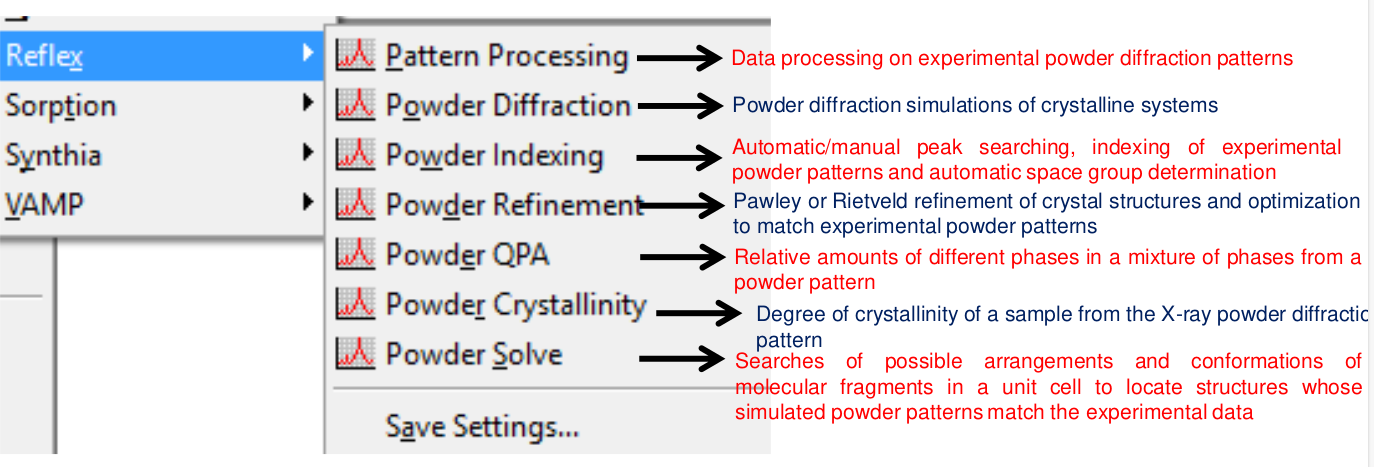 Reflex
Sorption
Synthia
VAMP
Pattern Processing
Data processing on experimental powder diffraction patterns
Powder Diffraction
Powder diffraction simulations of crystalline systems
Powder Indexing
Automatic/manual peak searching, indexing of experimental
powder patterns and automatic space group determination
Powder Refinement
Pawley or Rietveld refinement of crystal structures and optimization
to match experimental powder patterns
Powder QPA
Relative amounts of different phases in a mixture of phases from a
powder pattern
Powder Crystallinity
Degree of crystallinity of a sample from the X-ray powder diffractio
pattern
Powder Solve
Searches of possible arrangements and conformations of
molecular fragments in a unit cell to locate structures whose
simulated powder patterns match the experimental data
Save Settings...